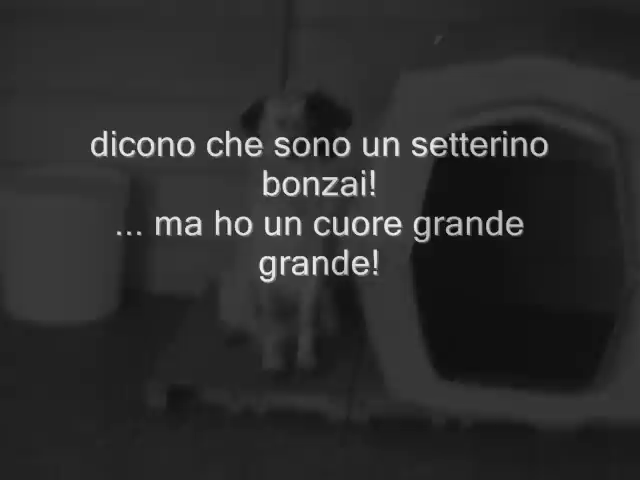 dicono che sono un setterino
bonzai!
... ma ho un cuore grande
grande!